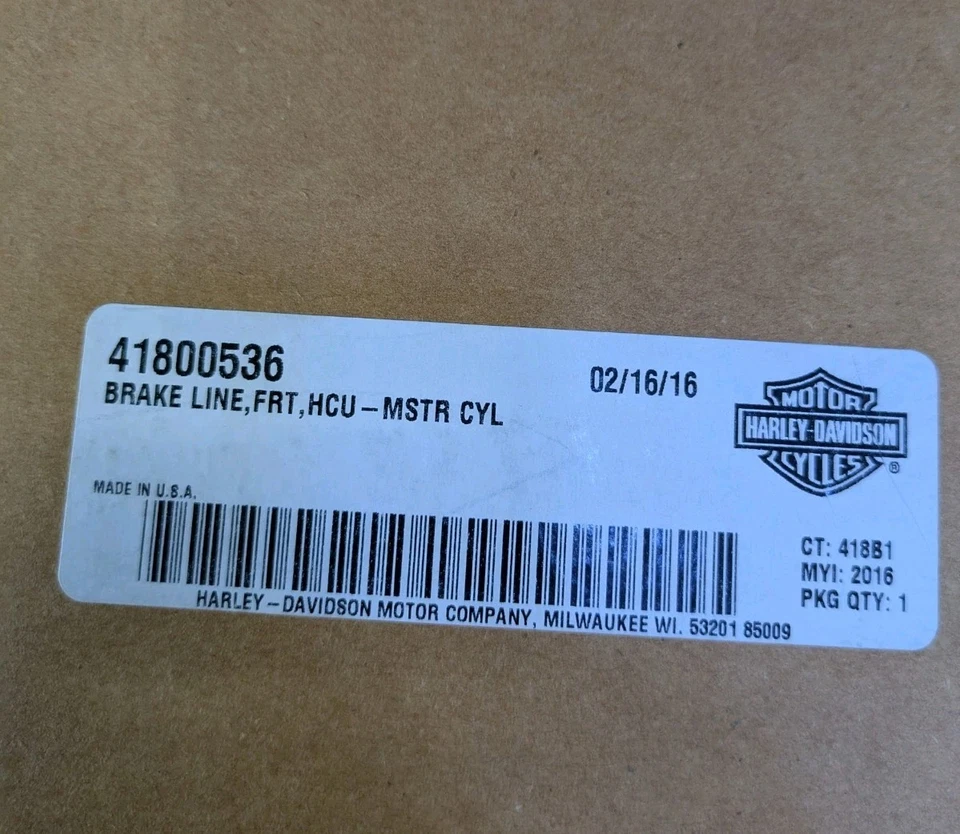 41800536
02/16/16
BRAKE LINE,FRT,HCU-MSTR CYL
MOTOR
HARLEY-DAVIDSON
CYCLES
®
MADE IN U.S.A.
CT: 418B1
MYI: 2016
PKG QTY: 1
HARLEY-DAVIDSON MOTOR COMPANY, MILWAUKEE WI. 53201 85009